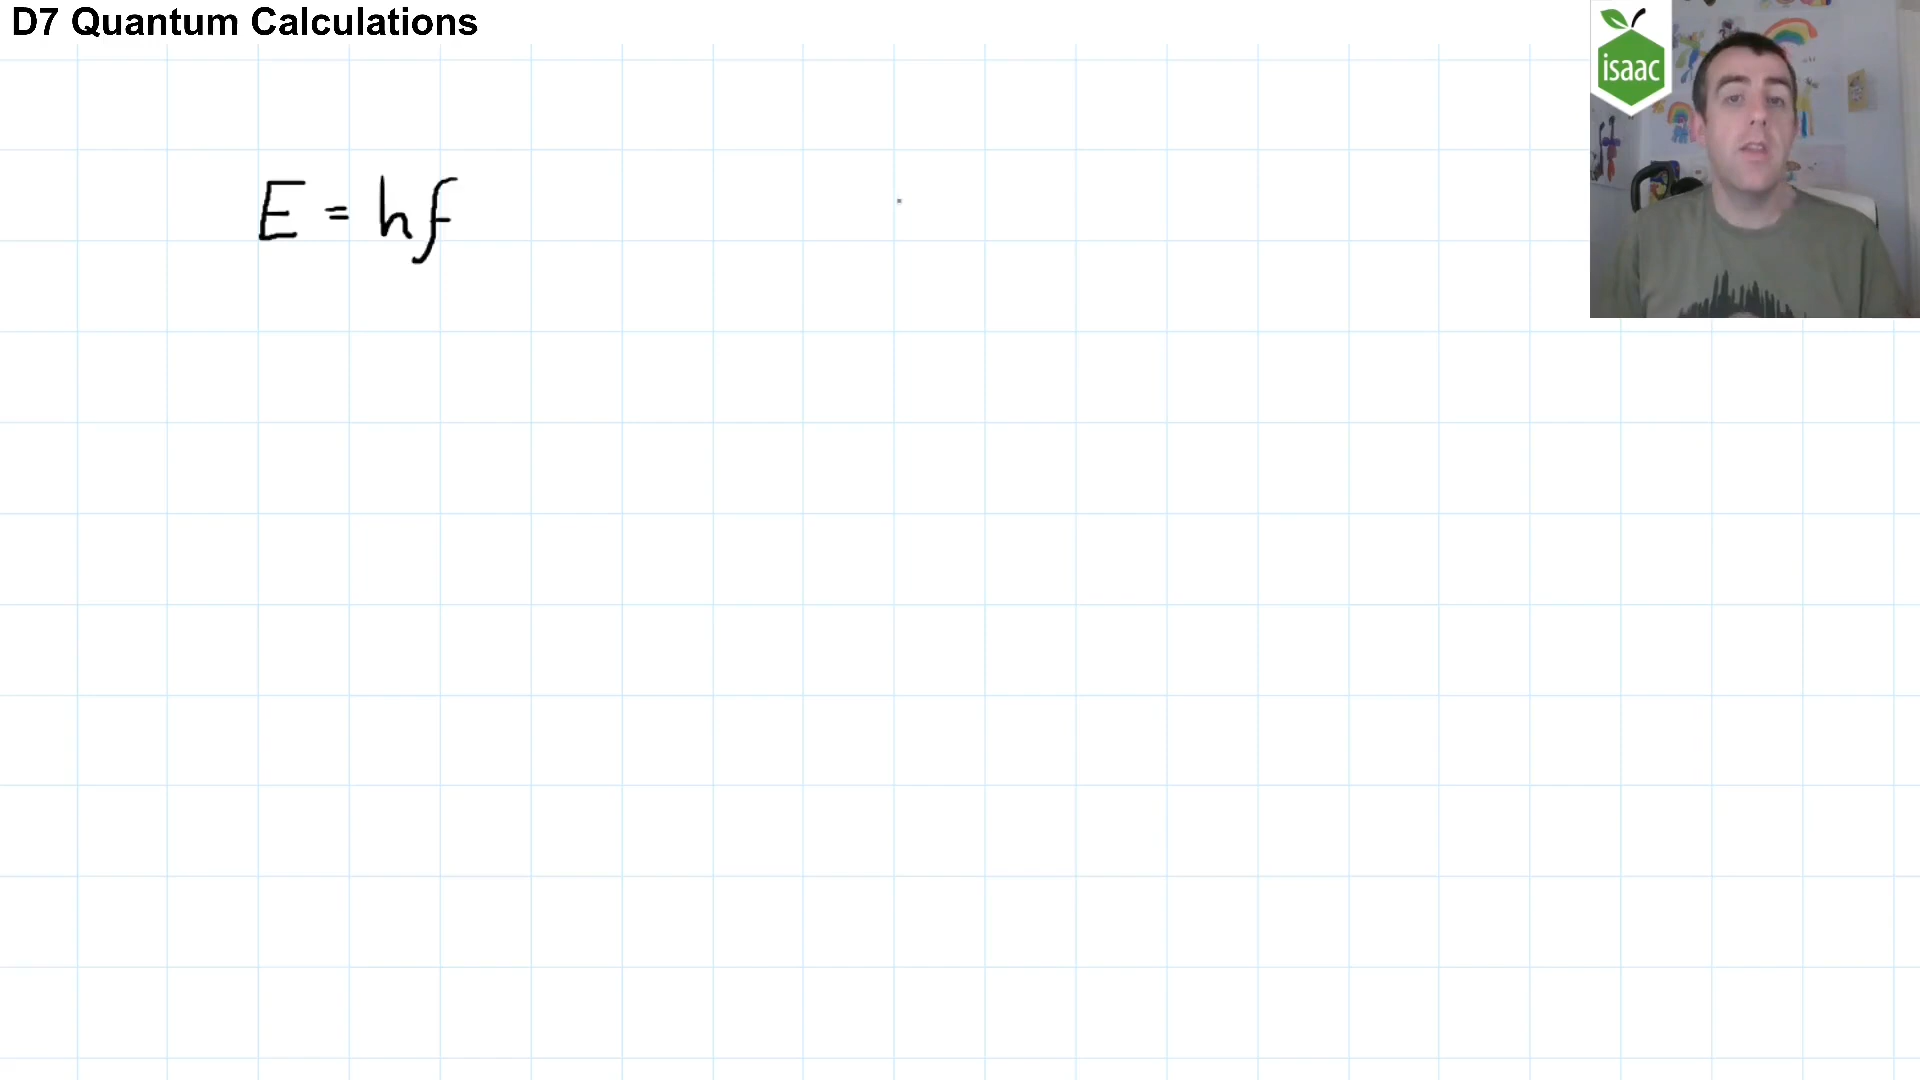 D7 Quantum Calculations
isaac
E = hf